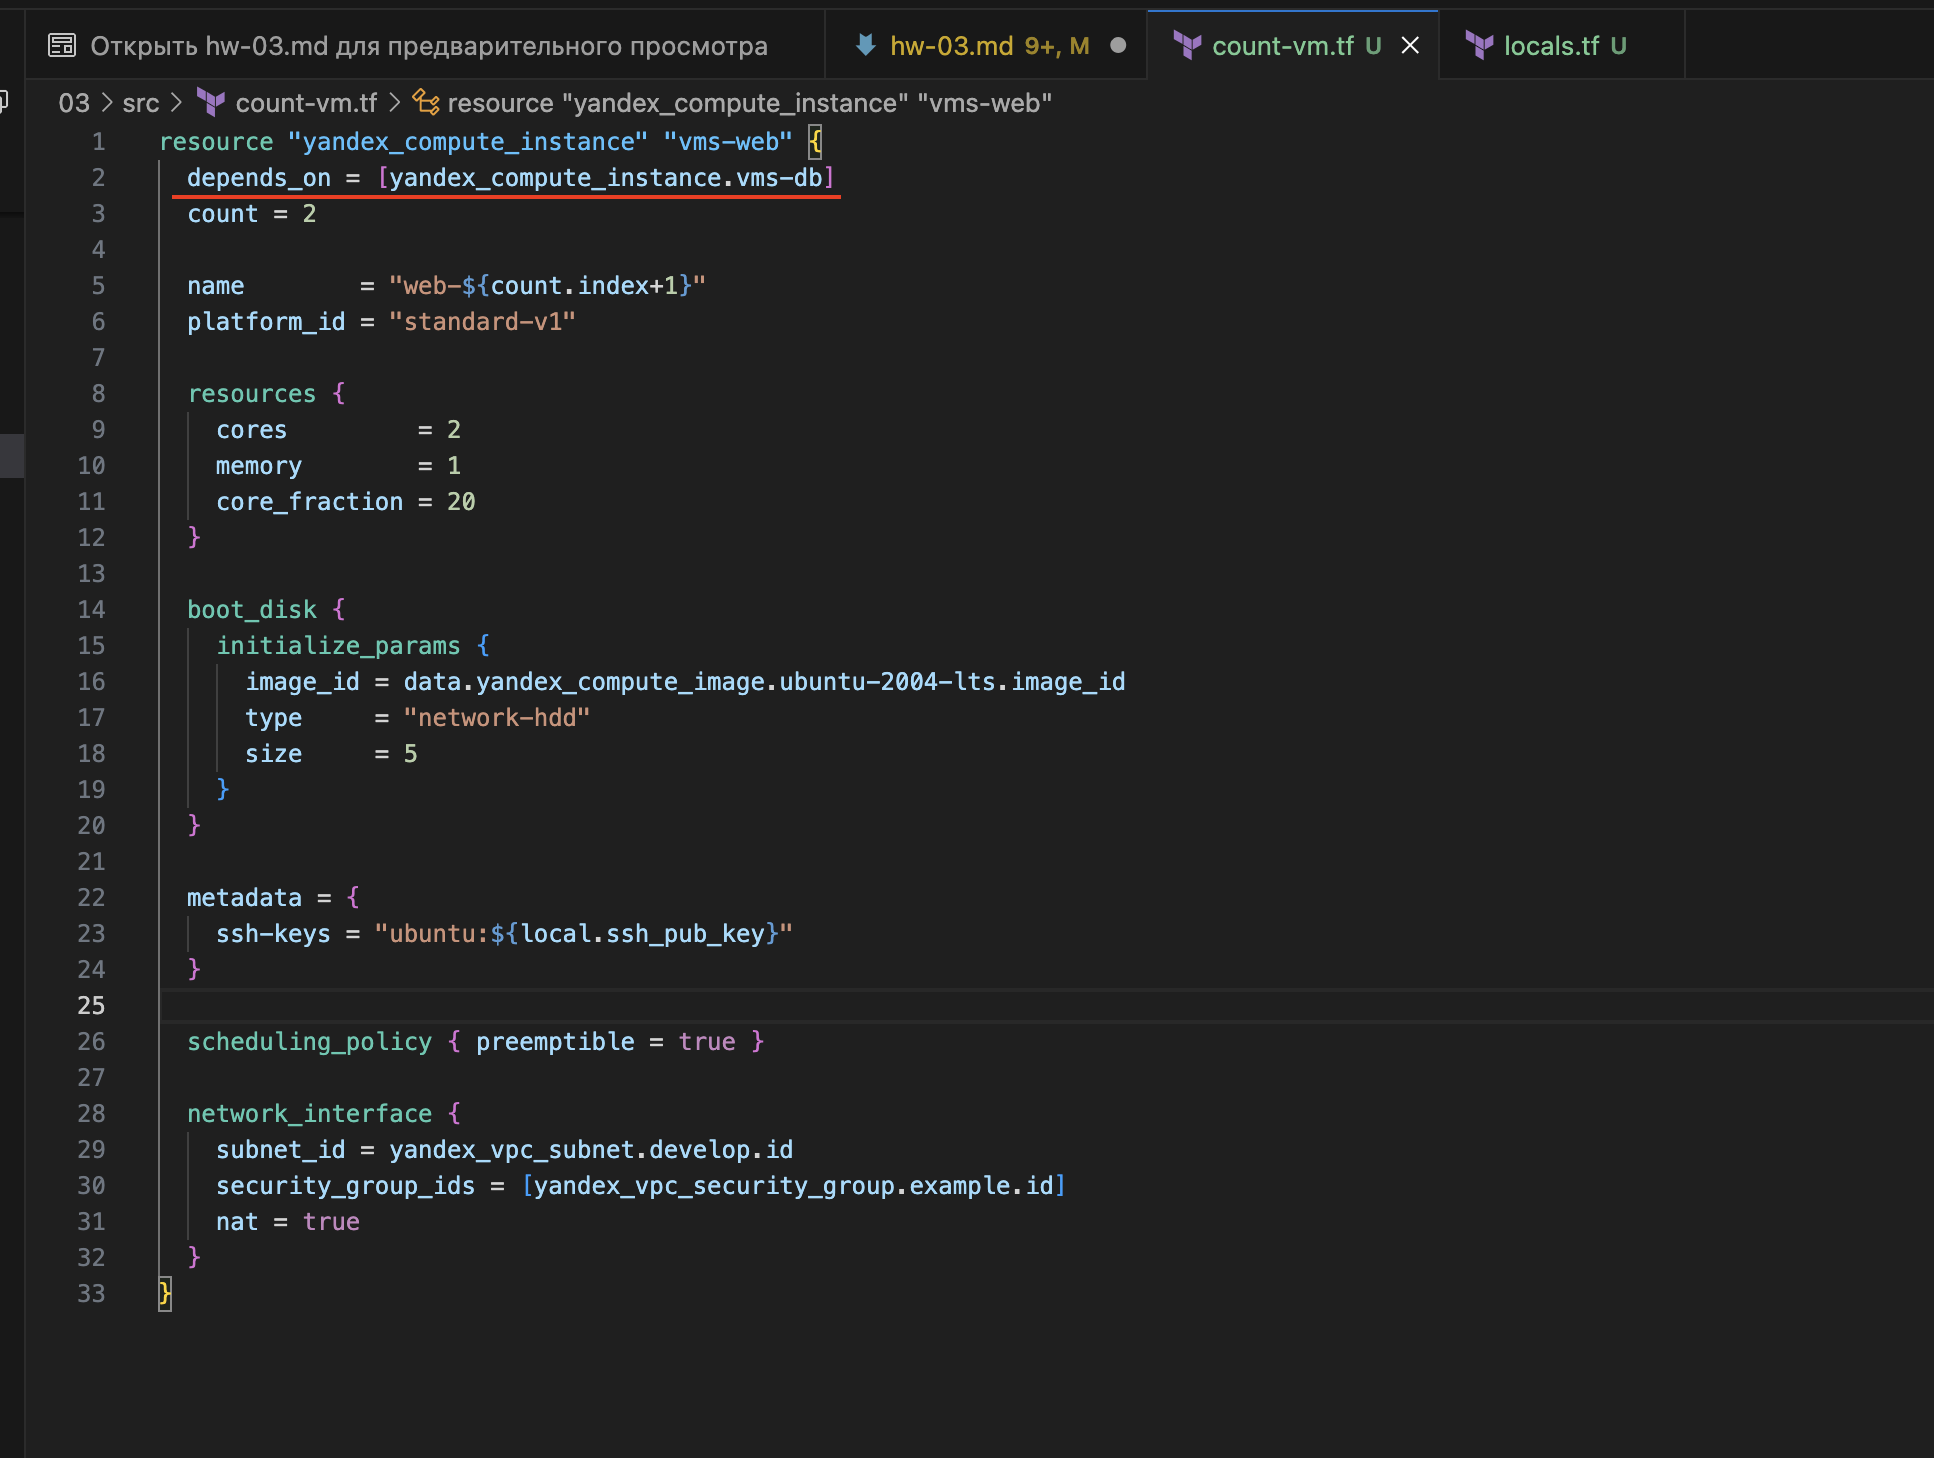 Открыть hw-03.md для предварительного просмотра
hw-03.md 9+, M
count-vm.tf U
locals.tf U
03 > src > count-vm.tf > resource "yandex_compute_instance" "vms-web"
1 resource "yandex_compute_instance" "vms-web" {
2   depends_on = [yandex_compute_instance.vms-db]
3   count = 2
4
5   name        = "web-${count.index+1}"
6   platform_id = "standard-v1"
7
8   resources {
9     cores         = 2
10     memory        = 1
11     core_fraction = 20
12   }
13
14   boot_disk {
15     initialize_params {
16       image_id = data.yandex_compute_image.ubuntu-2004-lts.image_id
17       type     = "network-hdd"
18       size     = 5
19     }
20   }
21
22   metadata = {
23     ssh-keys = "ubuntu:${local.ssh_pub_key}"
24   }
25
26   scheduling_policy { preemptible = true }
27
28   network_interface {
29     subnet_id = yandex_vpc_subnet.develop.id
30     security_group_ids = [yandex_vpc_security_group.example.id]
31     nat = true
32   }
33 }